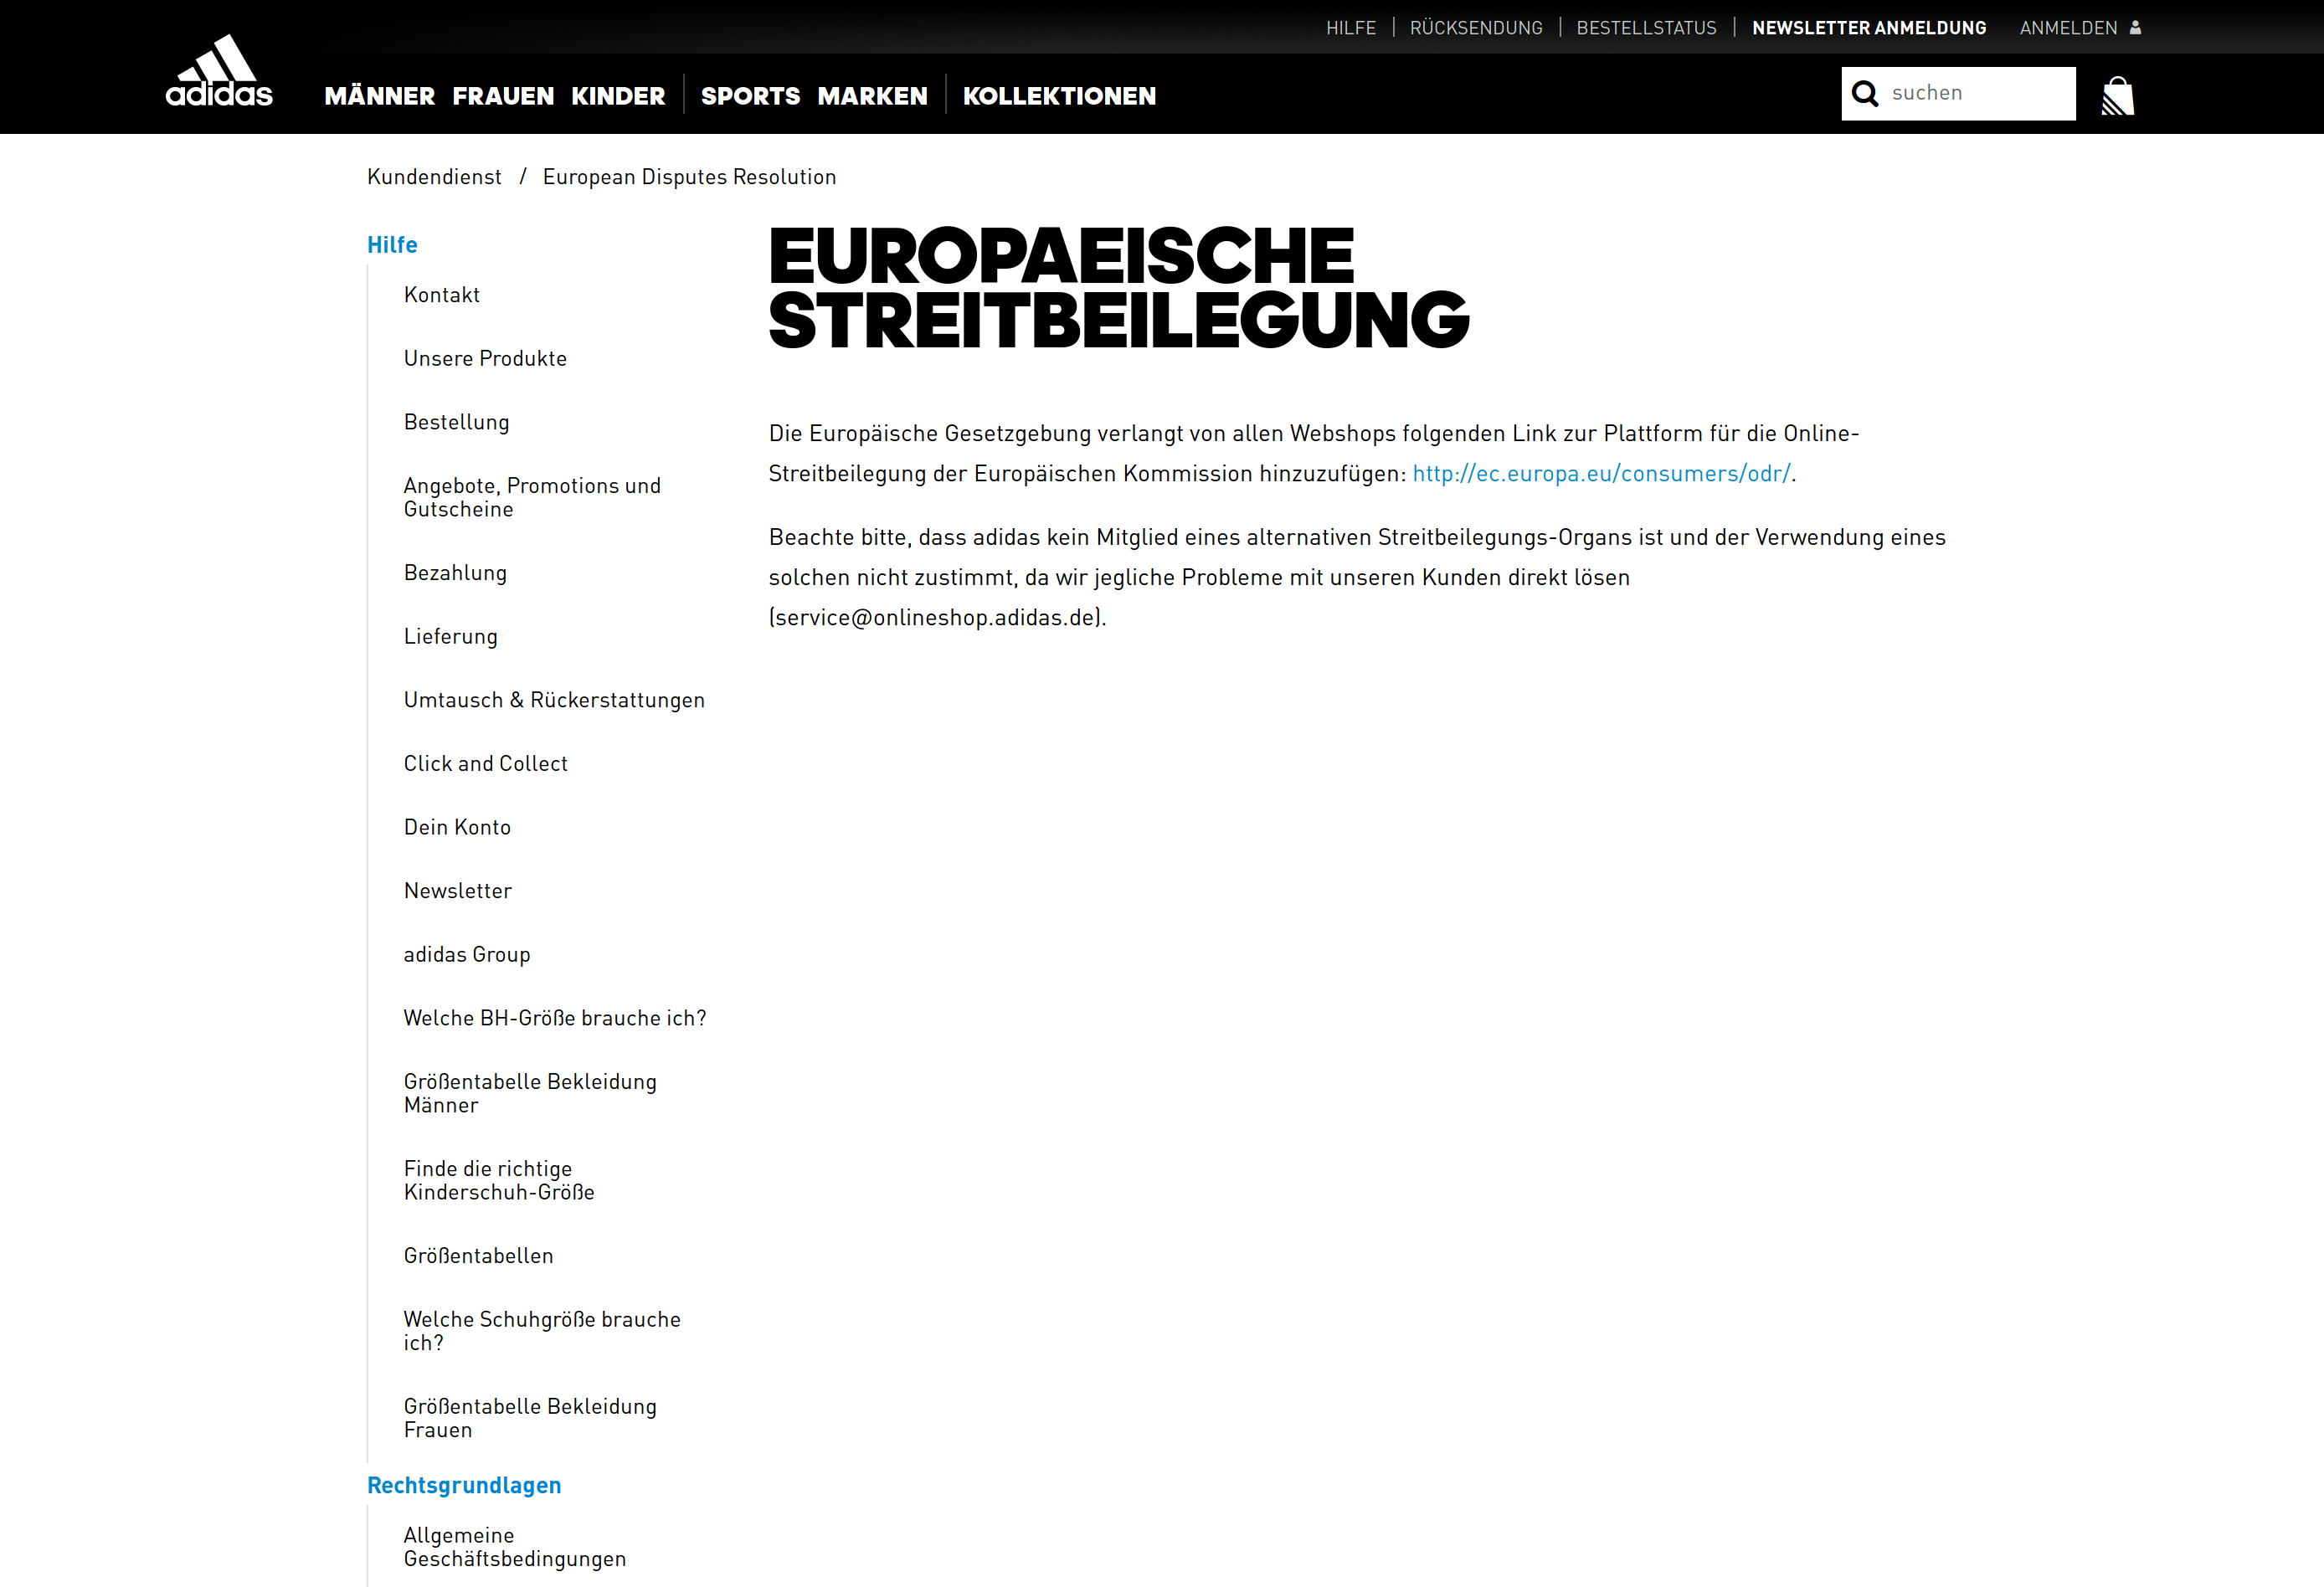 HILFE
RÜCKSENDUNG
BESTELLSTATUS
NEWSLETTER ANMELDUNG
ANMELDEN
adidas
MÄNNER FRAUEN KINDER SPORTS MARKEN KOLLEKTIONEN
suchen
Kundendienst / European Disputes Resolution
Hilfe
Kontakt
Unsere Produkte
Bestellung
Angebote, Promotions und
Gutscheine
Bezahlung
Lieferung
Umtausch & Rückerstattungen
Click and Collect
Dein Konto
Newsletter
adidas Group
Welche BH-Größe brauche ich?
Größentabelle Bekleidung
Männer
Finde die richtige
Kinderschuh-Größe
Größentabellen
Welche Schuhgröße brauche
ich?
Größentabelle Bekleidung
Frauen
Rechtsgrundlagen
Allgemeine
Geschäftsbedingungen
EUROPAEISCHE
STREITBEILEGUNG
Die Europäische Gesetzgebung verlangt von allen Webshops folgenden Link zur Plattform für die Online-
Streitbeilegung der Europäischen Kommission hinzuzufügen: http://ec.europa.eu/consumers/odr/.
Beachte bitte, dass adidas kein Mitglied eines alternativen Streitbeilegungs-Organs ist und der Verwendung eines
solchen nicht zustimmt, da wir jegliche Probleme mit unseren Kunden direkt lösen
(service@onlineshop.adidas.de).